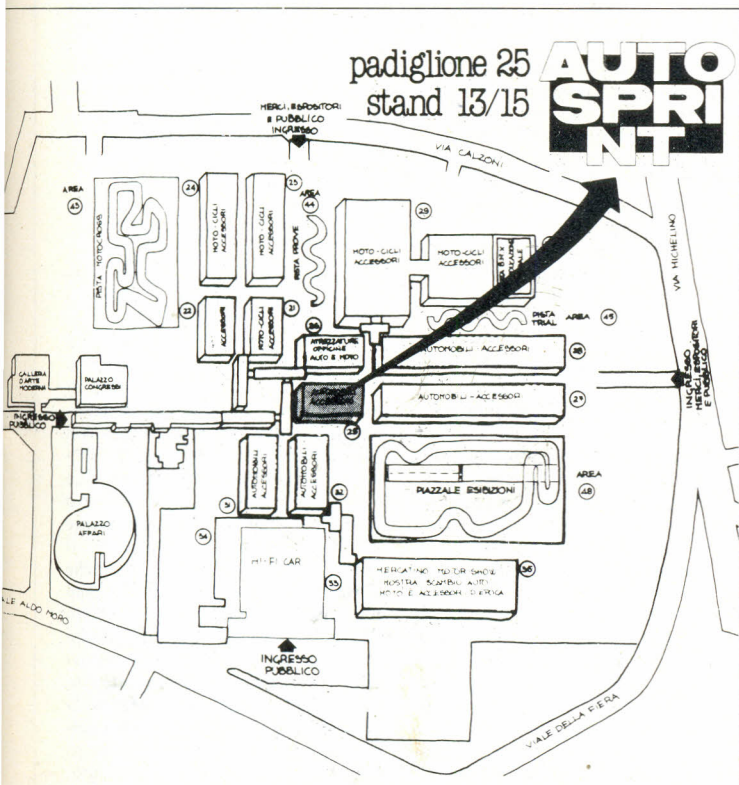 padiglione 25
stand 13/15
AUTO
SPRI
NT
MERCI, ESPOSITORI
E PUBBLICO
INGRESSO
VIA CALZONI
VIA MICHELINO
AREA
45
PISTA MOTOCROSS
24
MOTO-CICLI
ACCESSORI
23
MOTO-CICLI
ACCESSORI
AREA
44
PISTA PROVE
29
MOTO-CICLI
ACCESSORI
MOTO-CICLI
ACCESSORI
22
ACCESSORI
21
MOTO-CICLI
ACCESSORI
26
ATTREZZATURE
OFFICINE
AUTO E MOTO
PISTA
TRIAL
AREA
45
AUTOMOBILI ACCESSORI
28
AUTOMOBILI - ACCESSORI
GALLERIA
D'ARTE
MODERNA
PALAZZO
CONGRESSI
INGRESSO
PUBBLICO
25
INGRESSO
MERCI, ESPOSITORI
E PUBBLICO
31
AUTOMOBILI
ACCESSORI
AUTOMOBILI
ACCESSORI
32
PIAZZALE ESIBIZIONI
AREA
48
PALAZZO
AFFARI
34
HI-FI CAR
33
MERCATINO MOTOR SHOW
MOSTRA SCAMBIO AUTO
MOTO E ACCESSORI D'EPOCA
36
ALE ALDO MORO
INGRESSO
PUBBLICO
VIALE DELLA FIERA